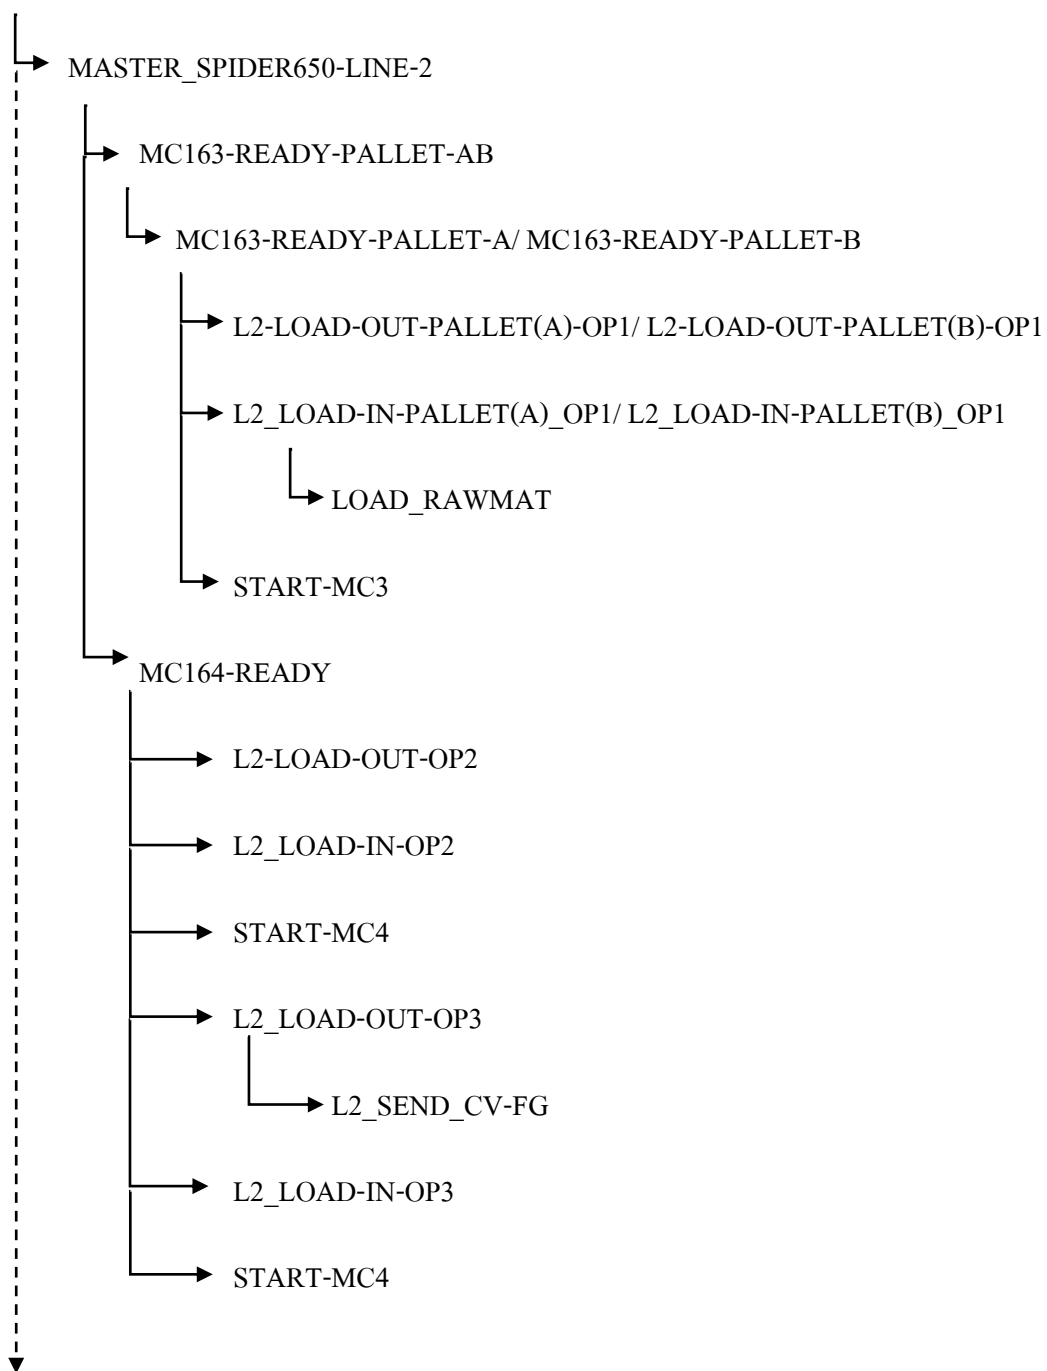 MASTER_SPIDER650-LINE-2
MC163-READY-PALLET-AB
MC163-READY-PALLET-A/ MC163-READY-PALLET-B
L2-LOAD-OUT-PALLET(A)-OP1/ L2-LOAD-OUT-PALLET(B)-OP1
L2_LOAD-IN-PALLET(A)_OP1/ L2_LOAD-IN-PALLET(B)_OP1
LOAD_RAWMAT
START-MC3
MC164-READY
L2-LOAD-OUT-OP2
L2_LOAD-IN-OP2
START-MC4
L2_LOAD-OUT-OP3
L2_SEND_CV-FG
L2_LOAD-IN-OP3
START-MC4